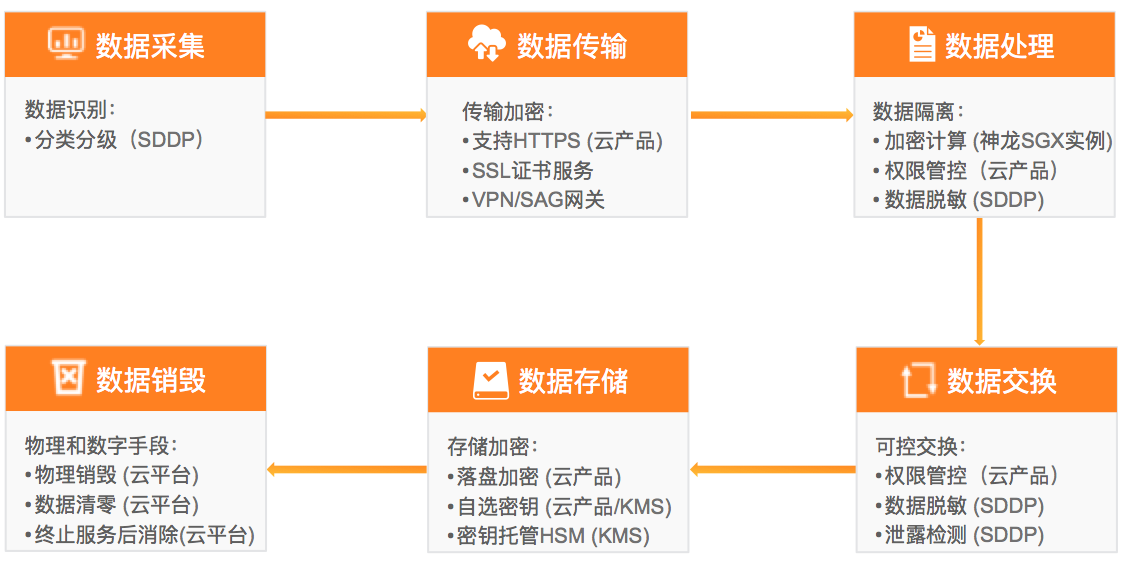 数据采集
数据识别：
•分类分级（SDDP）
数据传输
传输加密：
•支持HTTPS (云产品)
•SSL证书服务
•VPN/SAG网关
数据处理
数据隔离：
• 加密计算 (神龙SGX实例)
• 权限管控（云产品）
• 数据脱敏 (SDDP)
数据交换
可控交换：
•权限管控（云产品）
•数据脱敏 (SDDP)
•泄露检测 (SDDP)
数据存储
存储加密：
•落盘加密 (云产品)
•自选密钥 (云产品/KMS)
•密钥托管HSM (KMS)
数据销毁
物理和数字手段：
•物理销毁 (云平台)
•数据清零 (云平台)
•终止服务后消除(云平台)